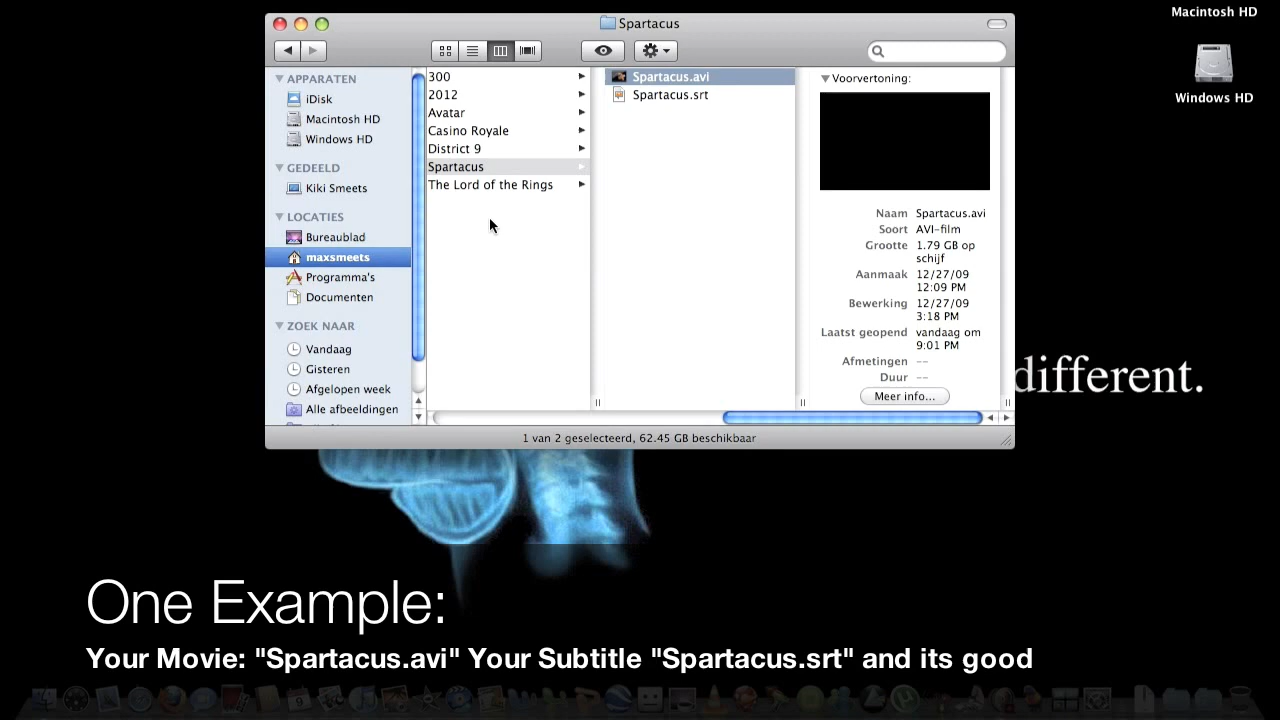 Macintosh HD
Windows HD
Spartacus
APPARATEN
iDisk
Macintosh HD
Windows HD
GEDEELD
Kiki Smeets
LOCATIES
Bureaublad
maxsmeets
Programma's
Documenten
ZOEK NAAR
Vandaag
Gisteren
Afgelopen week
Alle afbeeldingen
300
2012
Avatar
Casino Royale
District 9
Spartacus
The Lord of the Rings
Spartacus.avi
Spartacus.srt
Voorvertoning:
Naam Spartacus.avi
Soort AVI-film
Grootte 1.79 GB op
schijf
Aanmaak 12/27/09
12:09 PM
Bewerking 12/27/09
3:18 PM
Laatst geopend vandaag om
9:01 PM
Afmetingen --
Duur --
Meer info...
1 van 2 geselecteerd, 62.45 GB beschikbaar
different.
One Example:
Your Movie: "Spartacus.avi" Your Subtitle "Spartacus.srt" and its good